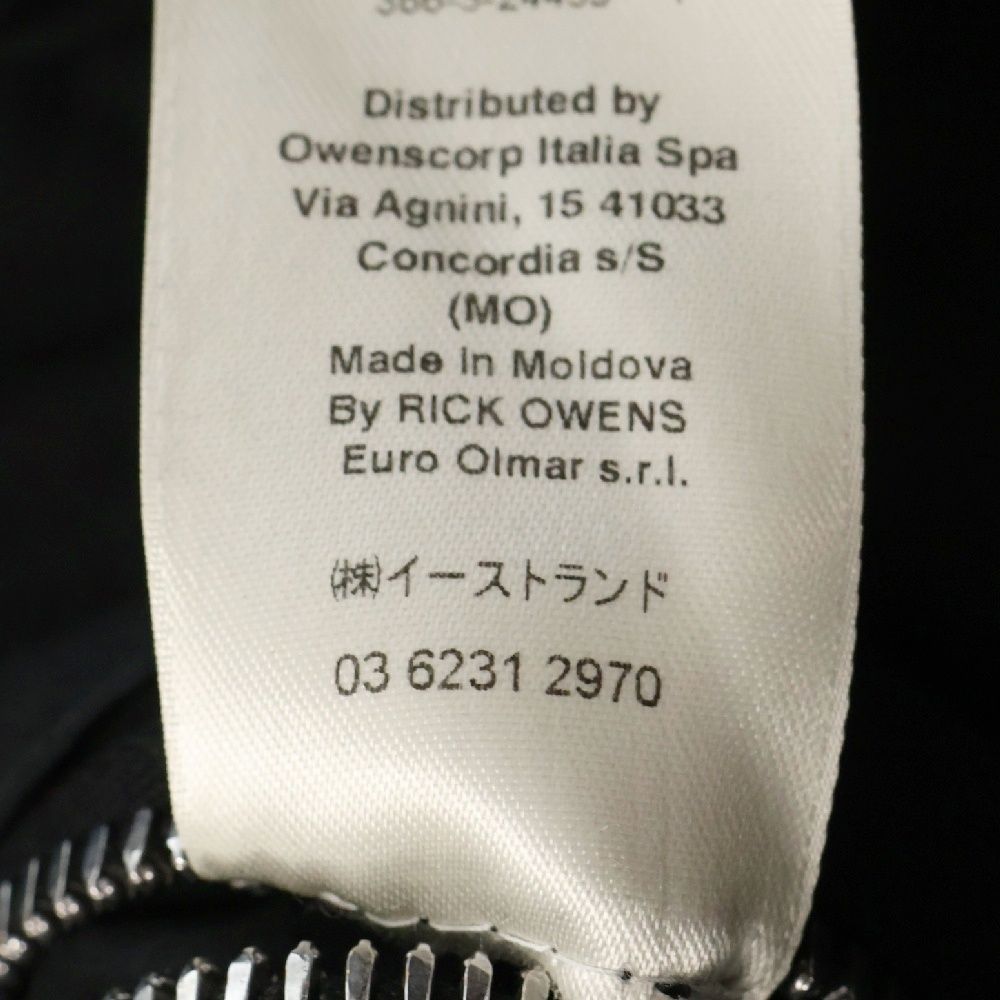 Distributed by
Owenscorp Italia Spa
Via Agnini, 15 41033
Concordia s/S
(MO)
Made in Moldova
By RICK OWENS
Euro Olmar s.r.l.
㈱イーストランド
03 6231 2970